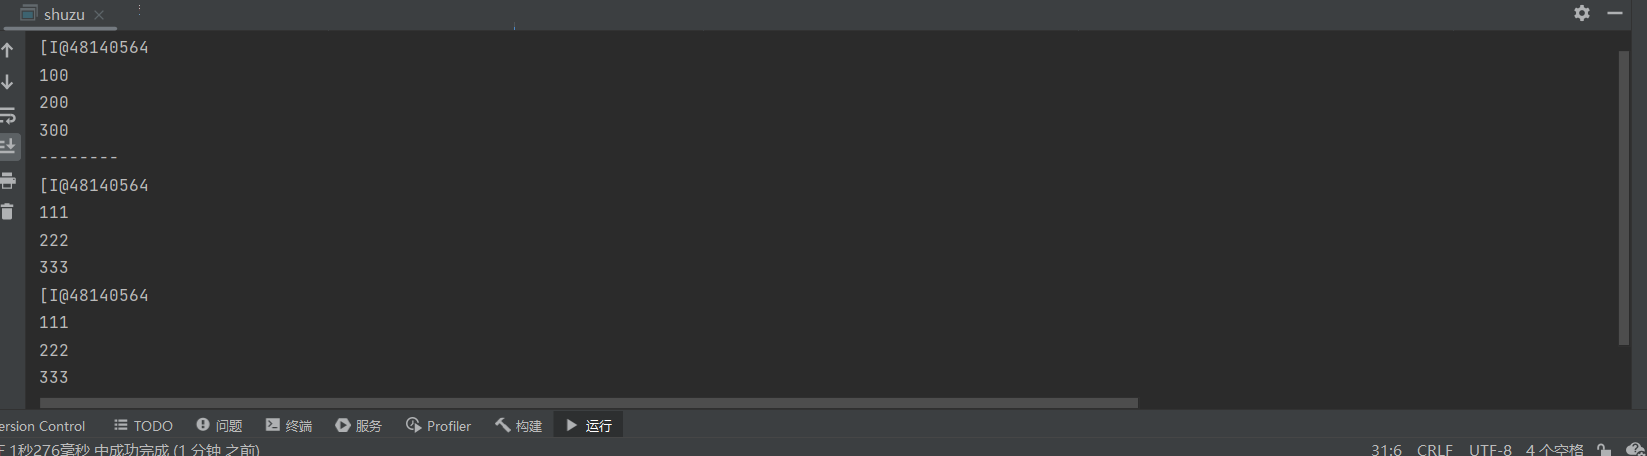 shuzu
[I@48140564
100
200
300
--------
[I@48140564
111
222
333
[I@48140564
111
222
333
ersion Control TODO 问题 终端 服务 Profiler 构建 运行
1秒276毫秒 中成功完成 (1 分钟 之前) 31:6 CRLF UTF-8 4 个空格